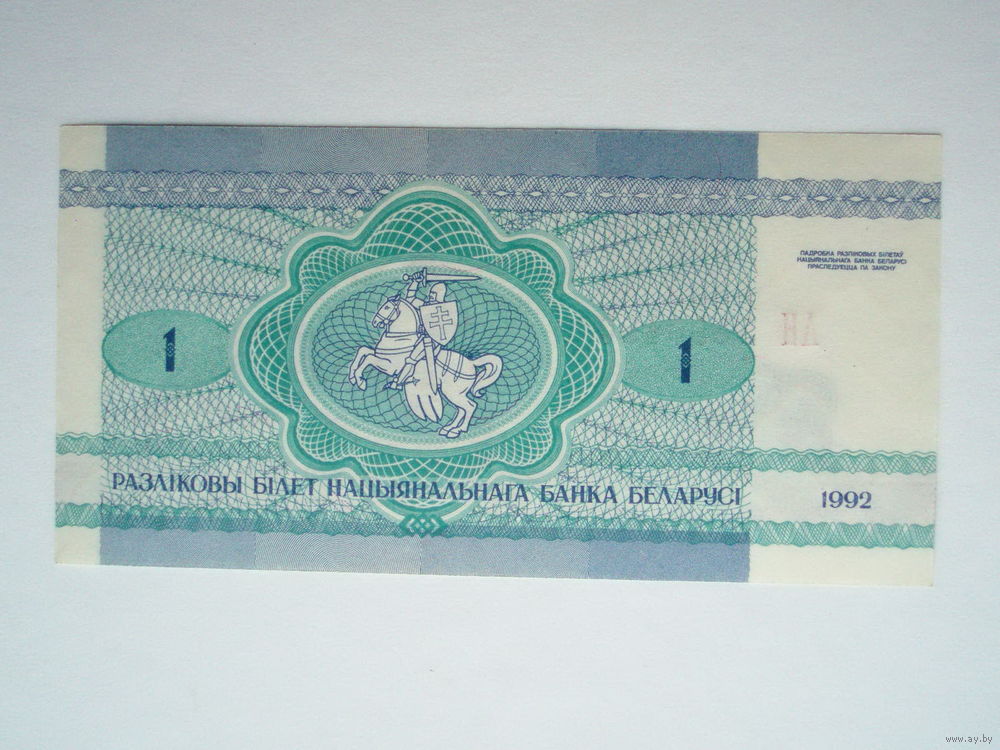 ПАДРОБКА РАЗЛІКОВЫХ БІЛЕТАЎ
НАЦЫЯНАЛЬНАГА БАНКА БЕЛАРУСІ
ПРАСЛЕДУЕЦЦА ПА ЗАКОНУ
1
1
РАЗЛІКОВЫ БІЛЕТ НАЦЫЯНАЛЬНАГА БАНКА БЕЛАРУСІ
1992
www.ay.by